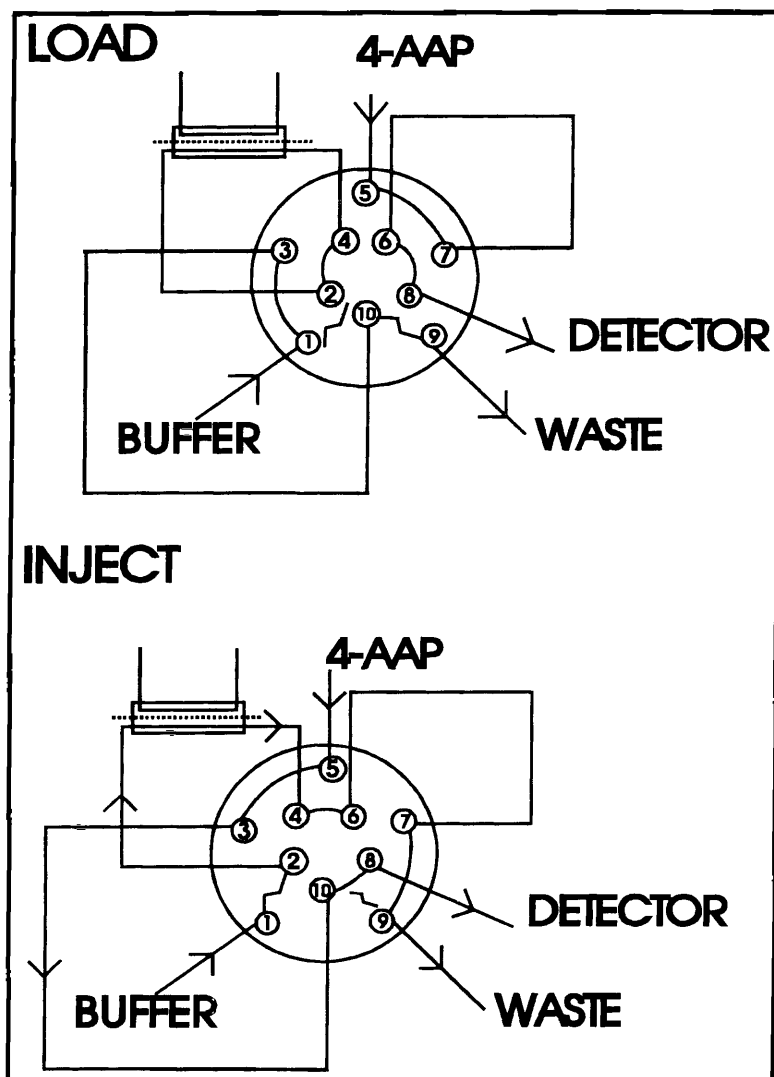 LOAD
4-AAP
5
3 4 6 7
2 10 8
1 9
DETECTOR
BUFFER WASTE
INJECT
4-AAP
5
3 4 6 7
2 8
10
1 9
DETECTOR
BUFFER WASTE